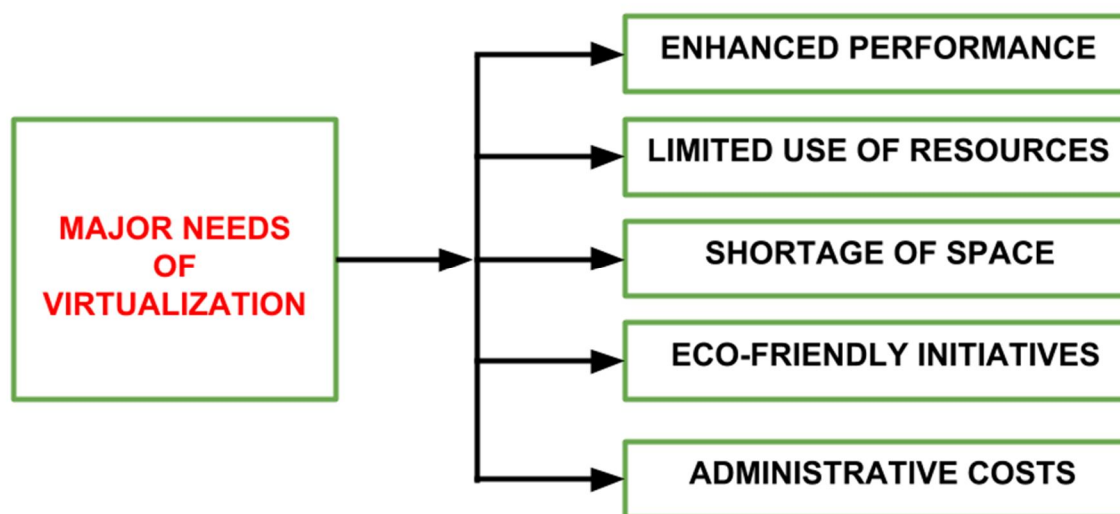 MAJOR NEEDS
OF
VIRTUALIZATION
ENHANCED PERFORMANCE
LIMITED USE OF RESOURCES
SHORTAGE OF SPACE
ECO-FRIENDLY INITIATIVES
ADMINISTRATIVE COSTS